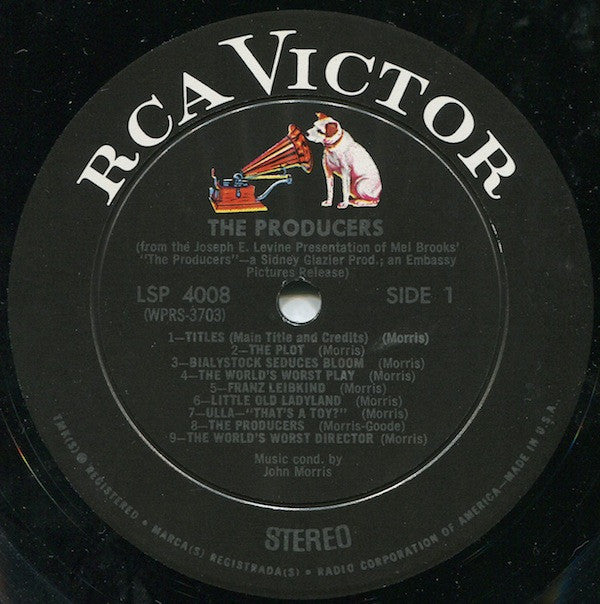 RCA VICTOR
THE PRODUCERS
(from the Joseph E. Levine Presentation of Mel Brooks'
"The Producers"—a Sidney Glazier Prod.; an Embassy
Pictures Release)
LSP 4008 SIDE 1
(WPRS-3703)
1—TITLES (Main Title and Credits) (Morris)
2—THE PLOT (Morris)
3—BIALYSTOCK SEDUCES BLOOM (Morris)
4—THE WORLD'S WORST PLAY (Morris)
5—FRANZ LEIBKIND (Morris)
6—LITTLE OLD LADYLAND (Morris)
7—ULLA—"THAT'S A TOY?" (Morris)
8—THE PRODUCERS (Morris-Goode)
9—THE WORLD'S WORST DIRECTOR (Morris)
Music cond. by
John Morris
STEREO
TMK(S) ® REGISTERED • MARCA(S) REGISTRADA(S) • RADIO CORPORATION OF AMERICA—MADE IN U.S.A.